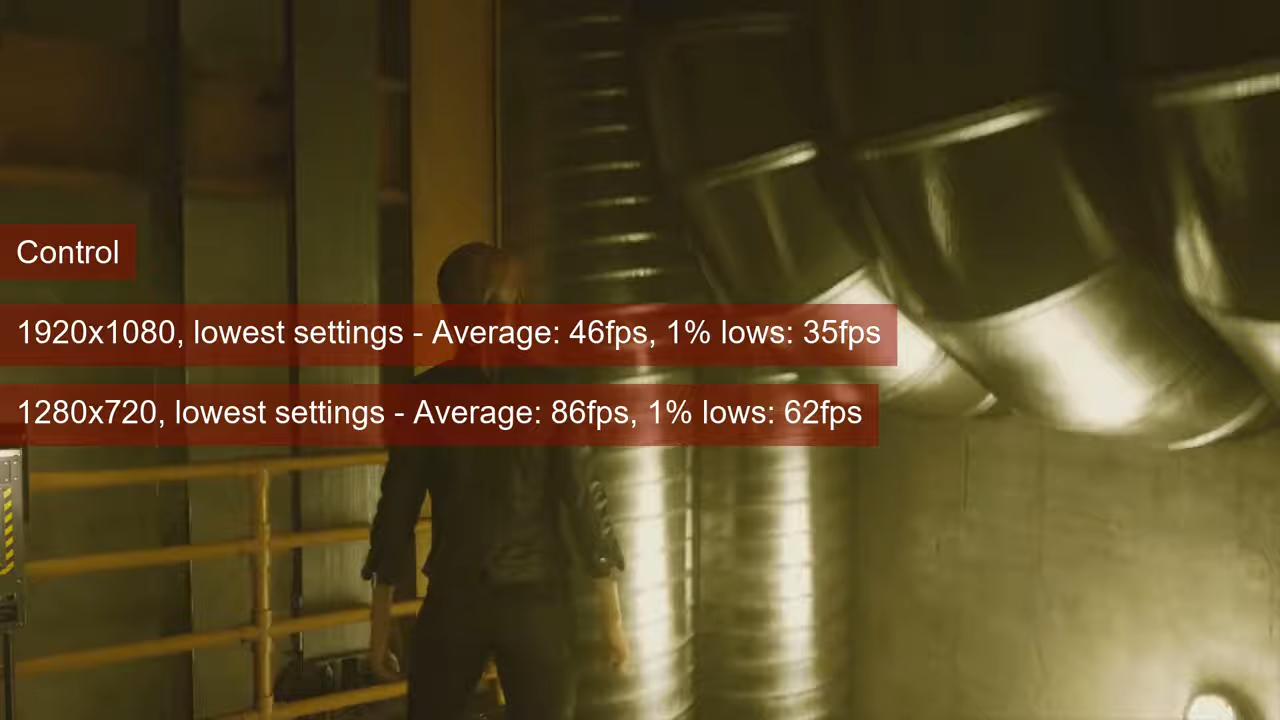 Control
1920x1080, lowest settings - Average: 46fps, 1% lows: 35fps
1280x720, lowest settings - Average: 86fps, 1% lows: 62fps